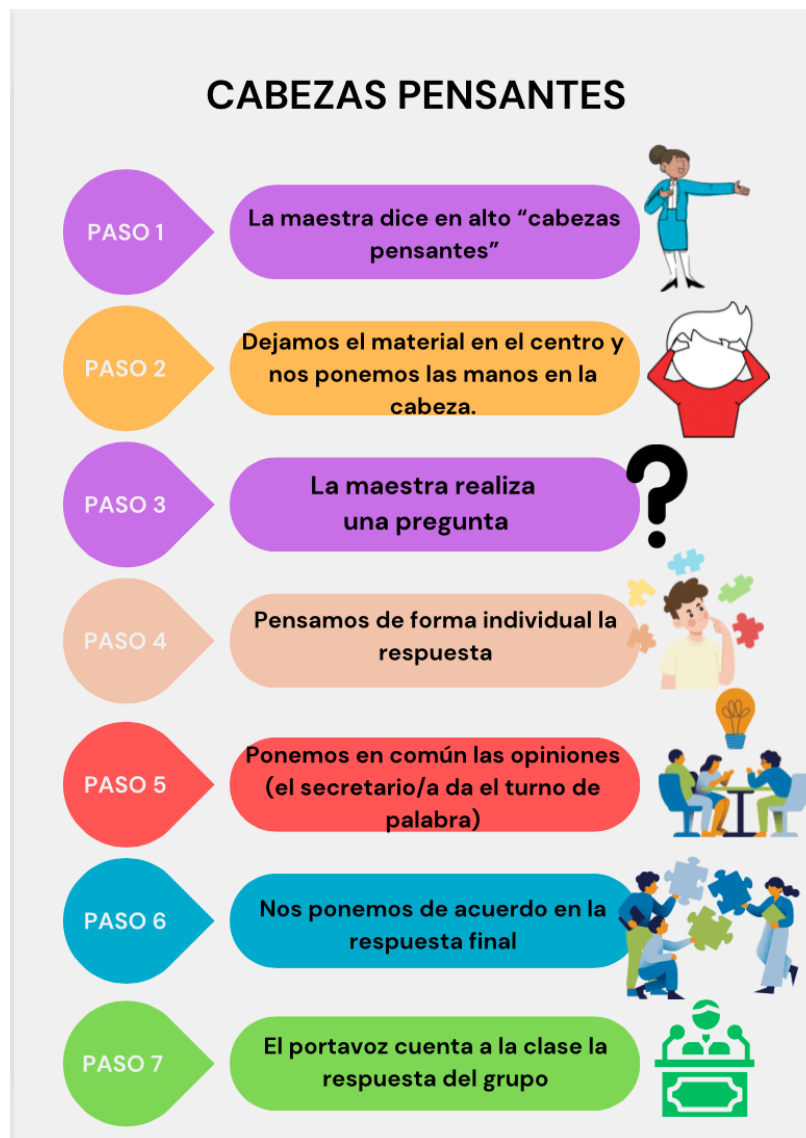 CABEZAS PENSANTES
PASO 1
La maestra dice en alto “cabezas
pensantes”
PASO 2
Dejamos el material en el centro y
nos ponemos las manos en la
cabeza.
PASO 3
La maestra realiza
una pregunta
PASO 4
Pensamos de forma individual la
respuesta
PASO 5
Ponemos en común las opiniones
(el secretario/a da el turno de
palabra)
PASO 6
Nos ponemos de acuerdo en la
respuesta final
PASO 7
El portavoz cuenta a la clase la
respuesta del grupo